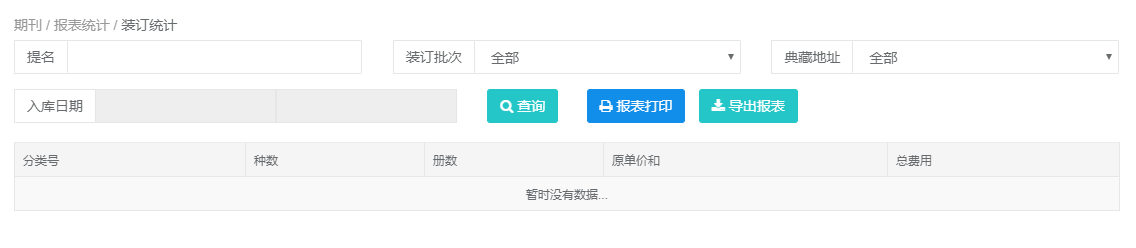 期刊 / 报表统计 / 装订统计
提名 装订批次 全部 典藏地址 全部
入库日期 查询 报表打印 导出报表
分类号 种数 册数 原单价和 总费用
暂时没有数据...